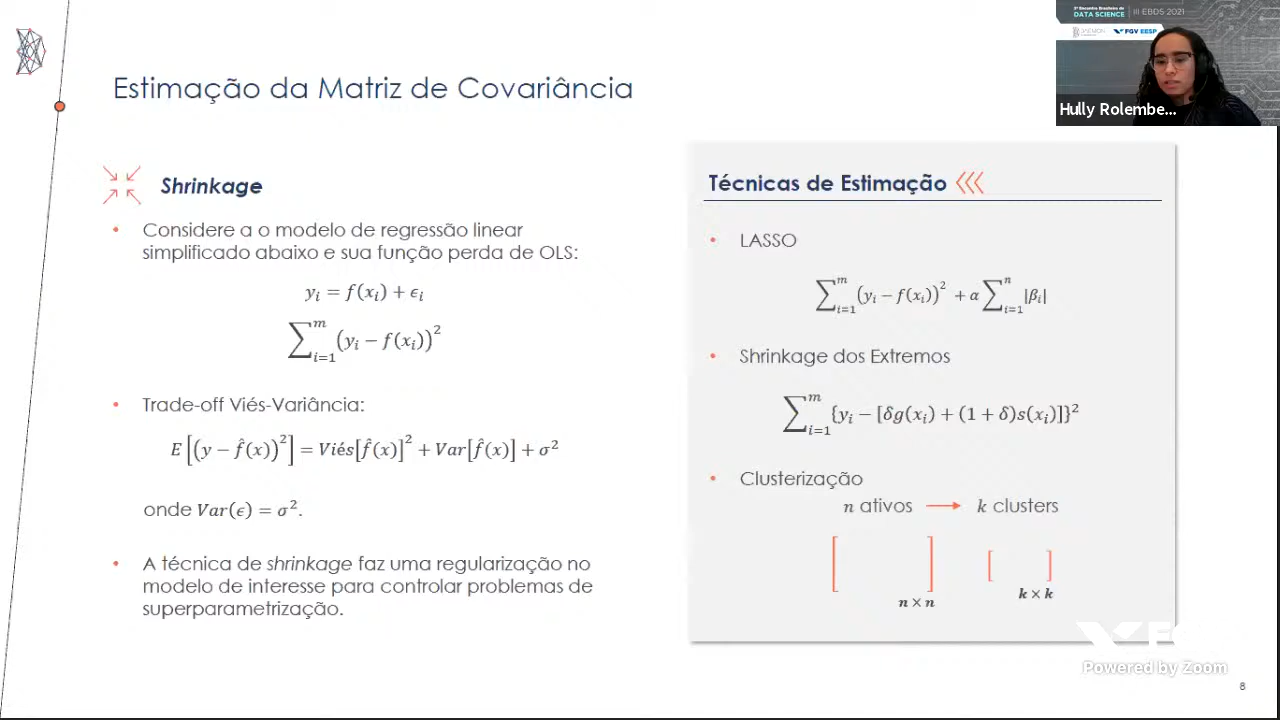 3º Encontro Brasileiro de
DATA SCIENCE | III EBDS 2021
FGV EESP
Hully Rolembe...
Estimação da Matriz de Covariância
Shrinkage
• Considere a o modelo de regressão linear
simplificado abaixo e sua função perda de OLS:
yᵢ = f(xᵢ) + ϵᵢ
∑ᵢ₌₁ᵐ (yᵢ − f(xᵢ))²
• Trade-off Viés-Variância:
E[(y − f̂(x))²] = Viés[f̂(x)]² + Var[f̂(x)] + σ²
onde Var(ϵ) = σ².
• A técnica de shrinkage faz uma regularização no
modelo de interesse para controlar problemas de
superparametrização.
Técnicas de Estimação
• LASSO
∑ᵢ₌₁ᵐ (yᵢ − f(xᵢ))² + α ∑ᵢ₌₁ⁿ |βᵢ|
• Shrinkage dos Extremos
∑ᵢ₌₁ᵐ {yᵢ − [δg(xᵢ) + (1 + δ)s(xᵢ)]}²
• Clusterização
n ativos → k clusters
n × n
k × k
Powered by Zoom
8